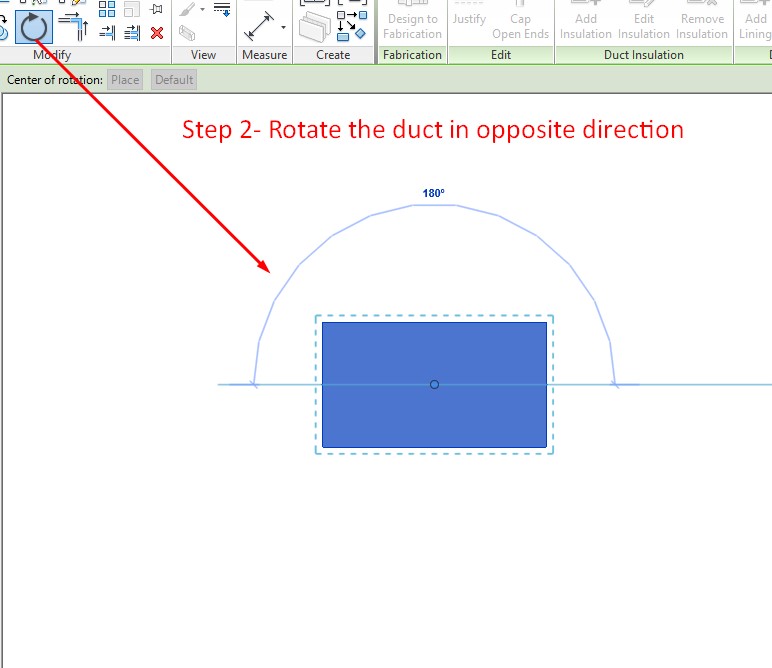 Design to Justify Cap Add Edit Remove Add
Fabrication Open Ends Insulation Insulation Insulation Lining
Modify View Measure Create Fabrication Edit Duct Insulation
Center of rotation: Place Default
Step 2- Rotate the duct in opposite direction
180°